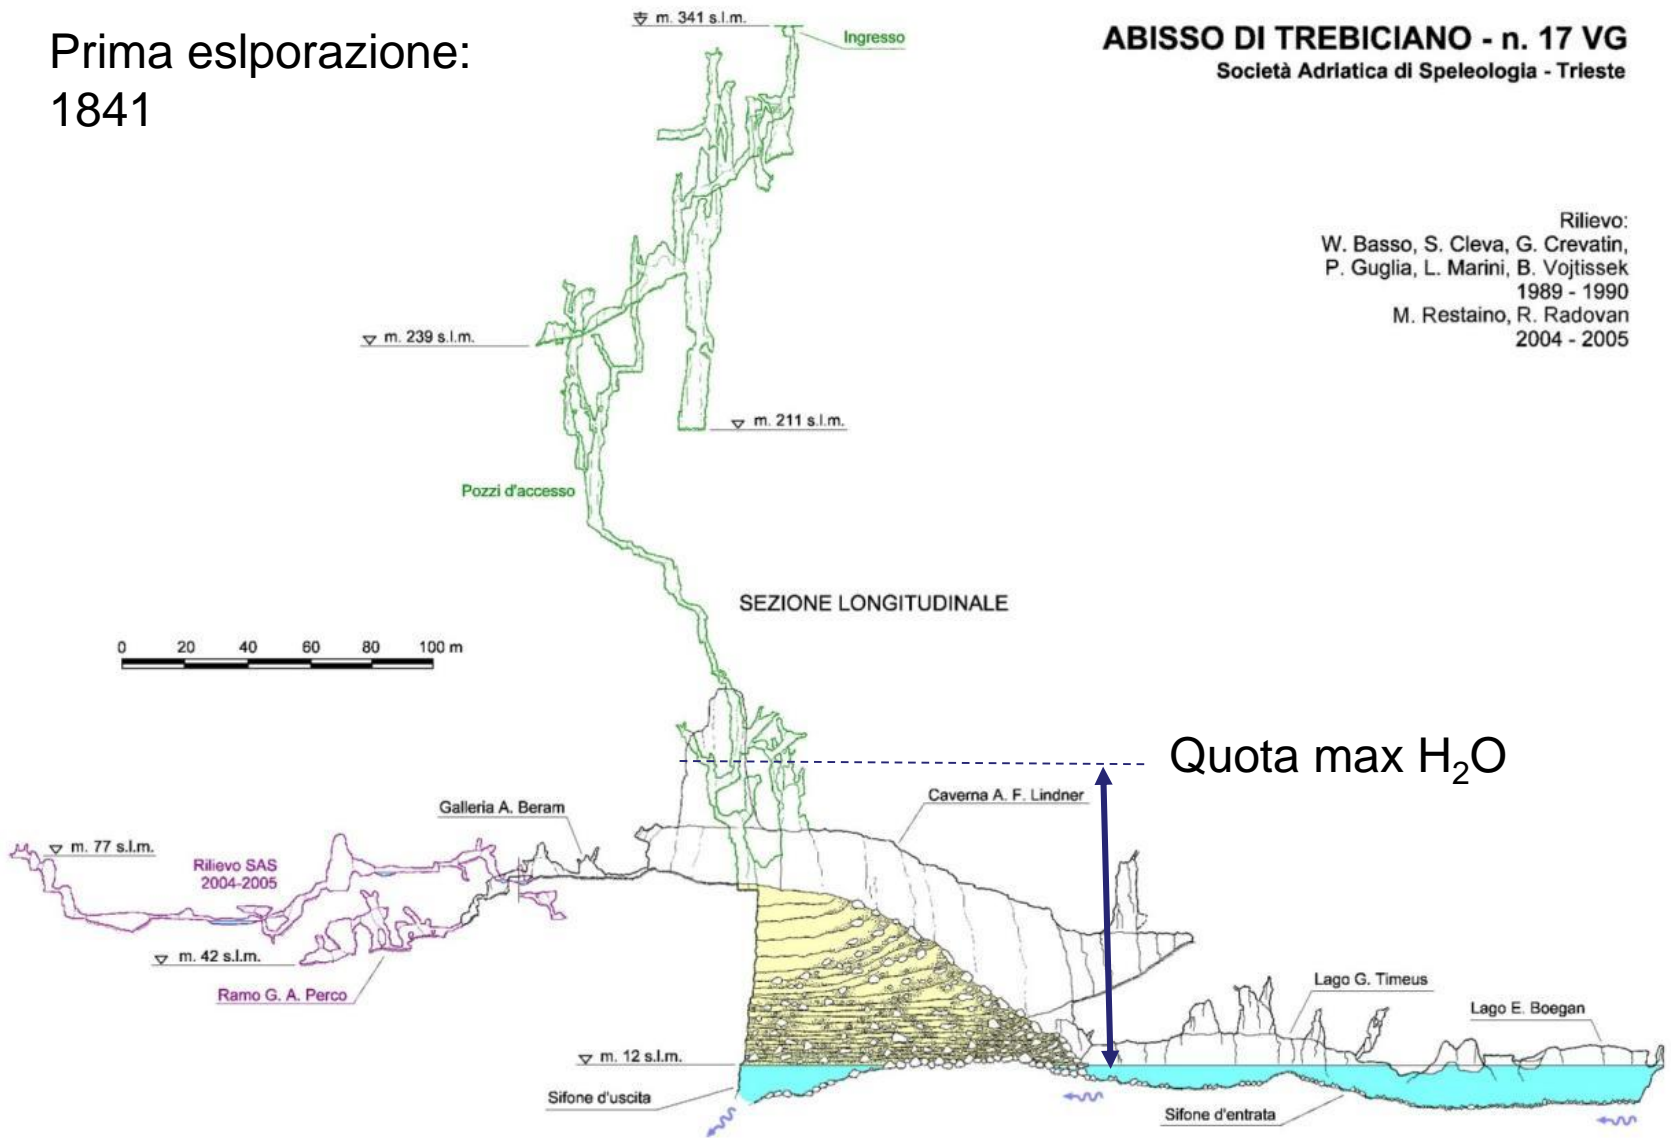 Prima eslporazione:
1841
ABISSO DI TREBICIANO - n. 17 VG
Società Adriatica di Speleologia - Trieste
m. 341 s.l.m.
Ingresso
Rilievo:
W. Basso, S. Cleva, G. Crevatin,
P. Guglia, L. Marini, B. Vojtissek
1989 - 1990
M. Restaino, R. Radovan
2004 - 2005
m. 239 s.l.m.
m. 211 s.l.m.
Pozzi d'accesso
SEZIONE LONGITUDINALE
0 20 40 60 80 100 m
Quota max H₂O
Caverna A. F. Lindner
Galleria A. Beram
m. 77 s.l.m.
Rilievo SAS
2004-2005
m. 42 s.l.m.
Ramo G. A. Perco
Lago G. Timeus
Lago E. Boegan
m. 12 s.l.m.
Sifone d'uscita
Sifone d'entrata